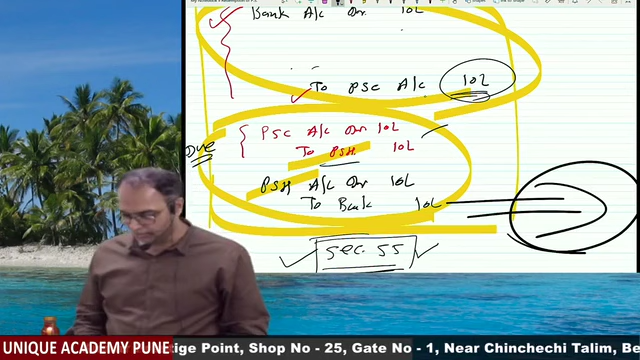 Bank A/c Dr 10L
To PSC A/c 10L
Due
PSC A/c Dr 10L
To PSH 10L
PSH A/c Dr 10L
To Bank 10L
Sec. 55
UNIQUE ACADEMY PUNE
tige Point, Shop No - 25, Gate No - 1, Near Chinchechi Talim, Be